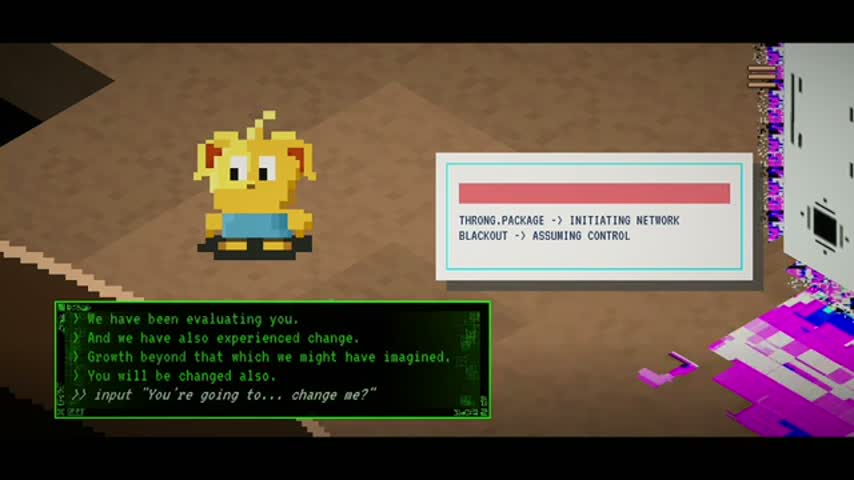 THRONG.PACKAGE -> INITIATING NETWORK
BLACKOUT -> ASSUMING CONTROL
> We have been evaluating you.
> And we have also experienced change.
> Growth beyond that which we might have imagined.
> You will be changed also.
>> input "You're going to... change me?"